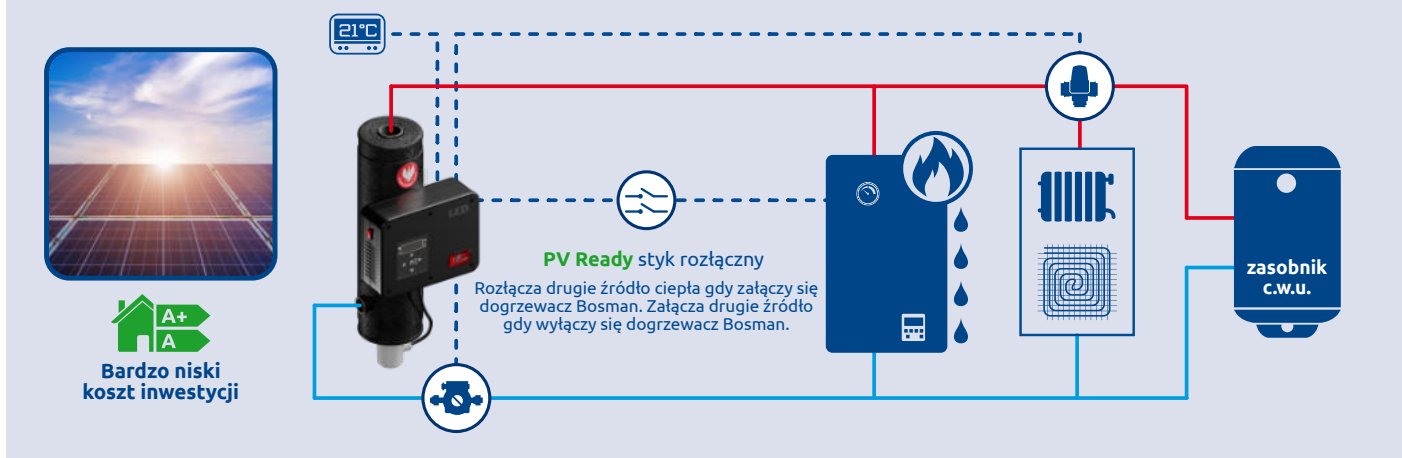 21°C
LED
PV Ready styk rozłączny
Rozłącza drugie źródło ciepła gdy załączy się
dogrzewacz Bosman. Załącza drugie źródło
gdy wyłączy się dogrzewacz Bosman.
zasobnik
c.w.u.
A+
A
Bardzo niski
koszt inwestycji